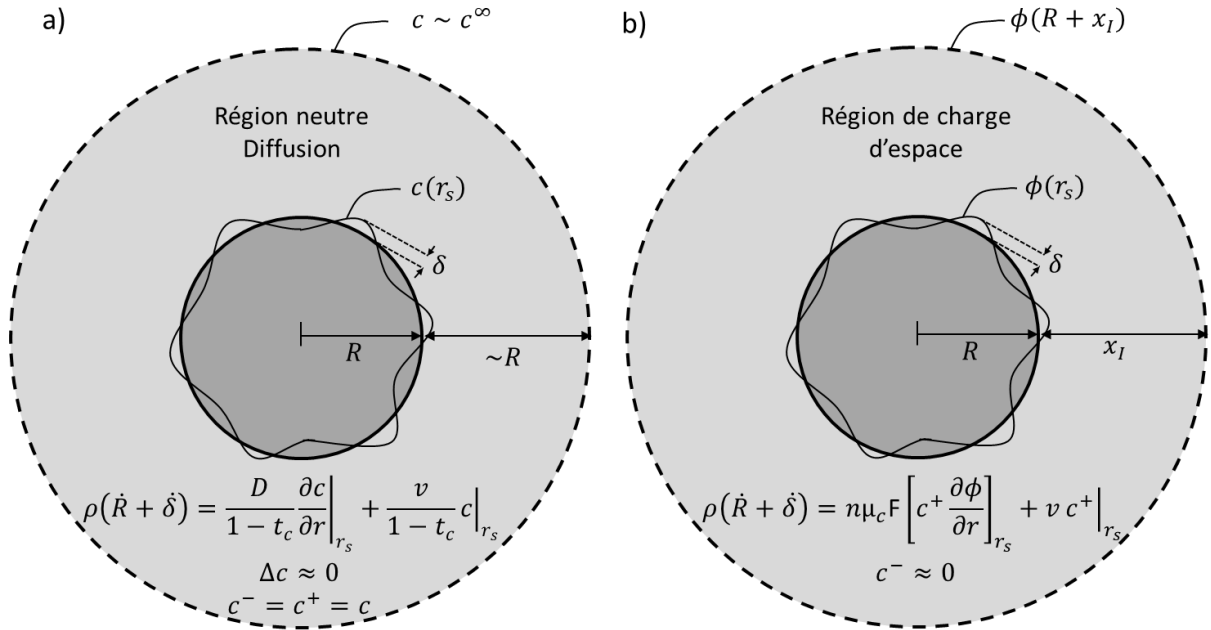 a)
c ~ c^∞
Région neutre
Diffusion
c(r_s)
δ
R
~R
ρ(Ṙ + δ̇) = D/(1 − t_c) ∂c/∂r|_{r_s} + v/(1 − t_c) c|_{r_s}
Δc ≈ 0
c^- = c^+ = c
b)
ϕ(R + x_I)
Région de charge
d'espace
ϕ(r_s)
δ
R
x_I
ρ(Ṙ + δ̇) = nμ_cF [c^+ ∂ϕ/∂r]_{r_s} + v c^+|_{r_s}
c^- ≈ 0